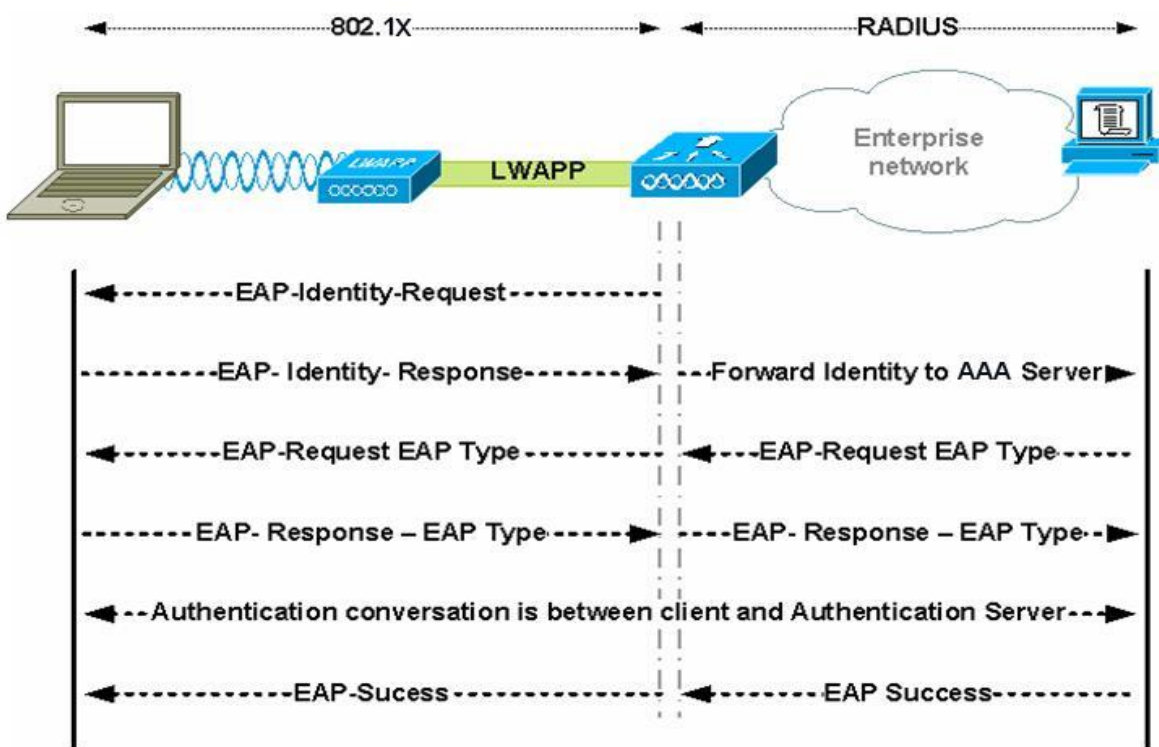 802.1X
RADIUS
LWAPP
LWAPP
Enterprise
network
EAP-Identity-Request
EAP- Identity- Response
Forward Identity to AAA Server
EAP-Request EAP Type
EAP-Request EAP Type
EAP- Response – EAP Type
EAP- Response – EAP Type
Authentication conversation is between client and Authentication Server
EAP-Sucess
EAP Success